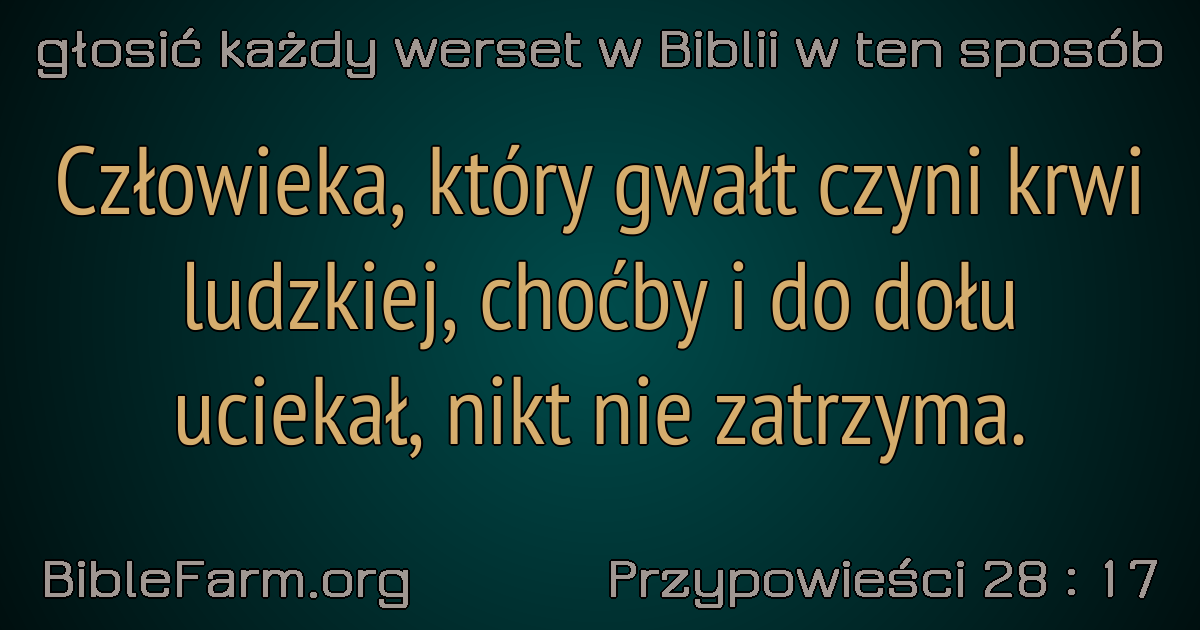 głosić każdy werset w Biblii w ten sposób
Człowieka, który gwałt czyni krwi
ludzkiej, choćby i do dołu
uciekał, nikt nie zatrzyma.
BibleFarm.org
Przypowieści 28 : 17